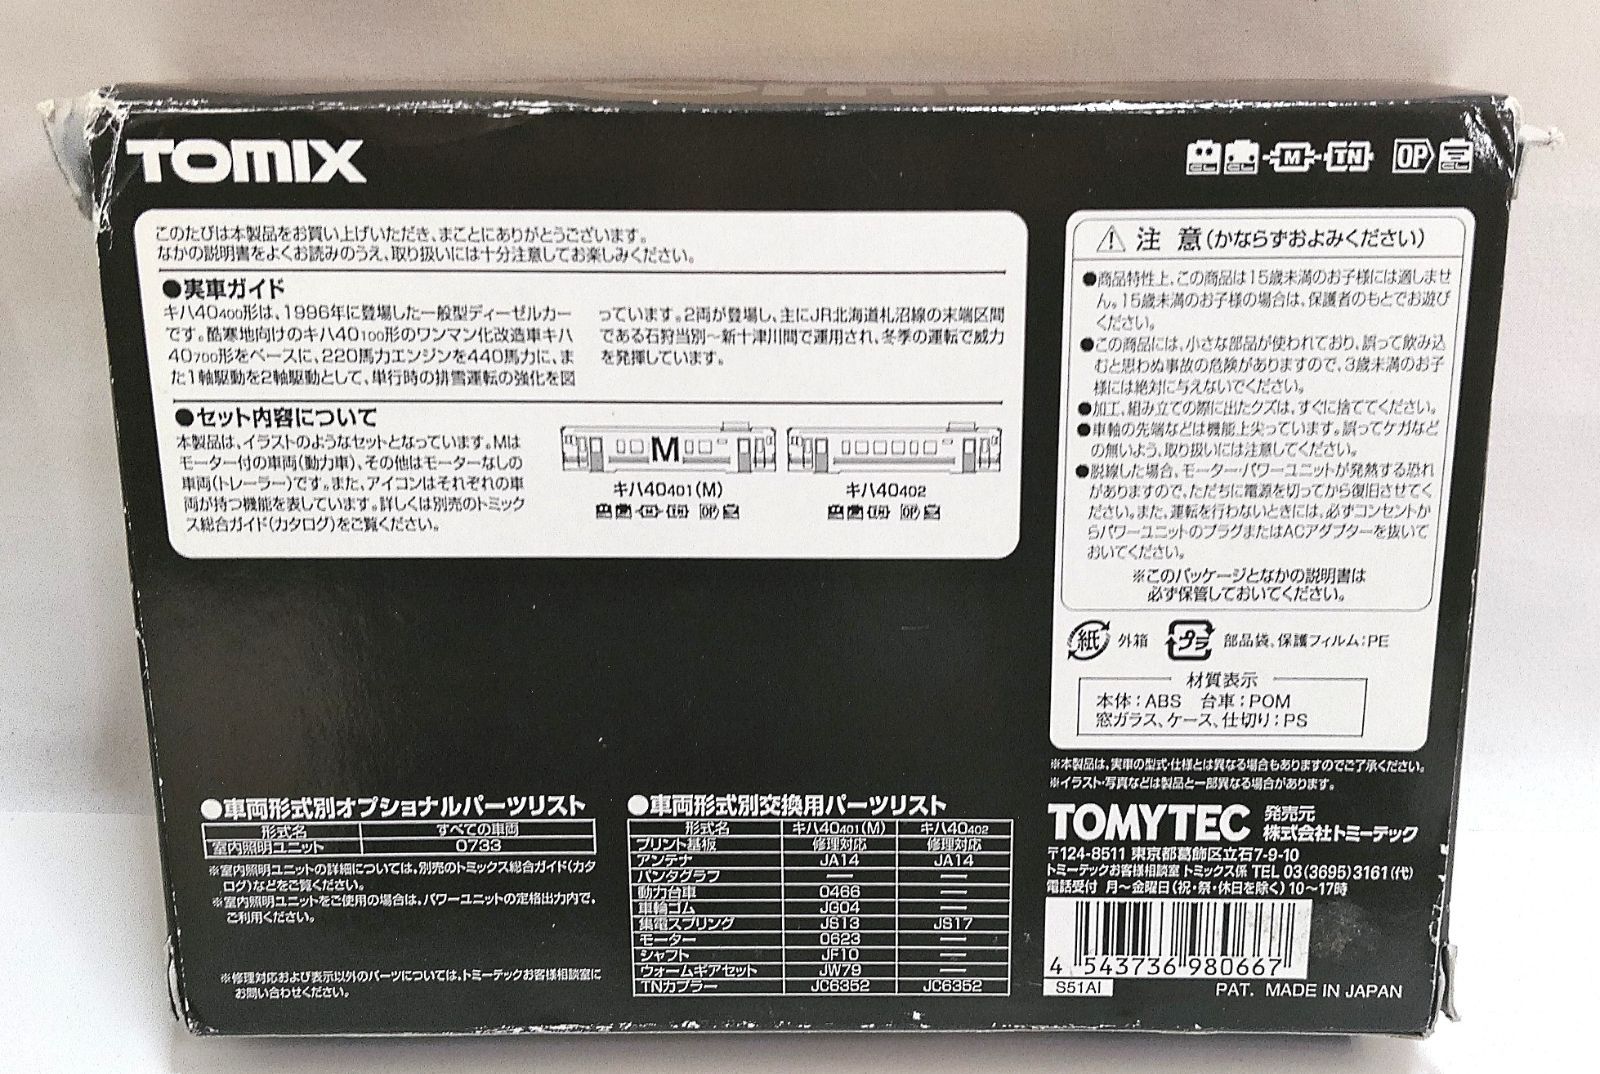 TOMIX
M TN OP
このたびは本製品をお買い上げいただき、まことにありがとうございます。
なかの説明書をよくお読みのうえ、取り扱いには十分注意してお楽しみください。
●実車ガイド
キハ40400形は、1996年に登場した一般型ディーゼルカー
です。酷寒地向けのキハ40100形のワンマン化改造車キハ
40700形をベースに、220馬力エンジンを440馬力に、ま
た1軸駆動を2軸駆動として、単行時の排雪運転の強化を図
っています。2両が登場し、主にJR北海道札沼線の末端区間
である石狩当別～新十津川間で運用され、冬季の運転で威力
を発揮しています。
●セット内容について
本製品は、イラストのようなセットとなっています。Mは
モーター付の車両(動力車)、その他はモーターなしの
車両(トレーラー)です。また、アイコンはそれぞれの車
両が持つ機能を表しています。詳しくは別売のトミック
ス総合ガイド(カタログ)をご覧ください。
M
キハ40401(M)
キハ40402
⚠ 注 意(かならずおよみください)
●商品特性上、この商品は15歳未満のお子様には適しませ
ん。15歳未満のお子様の場合は、保護者のもとでお遊び
ください。
●この商品には、小さな部品が使われており、誤って飲み込
むと思わぬ事故の危険がありますので、3歳未満のお子
様には絶対に与えないでください。
●加工、組み立ての際に出たクズは、すぐに捨ててください。
●車軸の先端などは機能上尖っています。誤ってケガなど
の無いよう、取り扱いには注意してください。
●脱線した場合、モーター・パワーユニットが発熱する恐れ
がありますので、ただちに電源を切ってから復旧させてく
ださい。また、運転を行わないときには、必ずコンセントか
らパワーユニットのプラグまたはACアダプターを抜いて
おいてください。
※このパッケージとなかの説明書は
必ず保管しておいてください。
紙 外箱 プラ 部品袋、保護フィルム:PE
材質表示
本体:ABS 台車:POM
窓ガラス、ケース、仕切り:PS
※本製品は、実車の型式・仕様とは異なる場合もありますのでご了承ください。
※イラスト・写真などは製品と一部異なる場合があります。
●車両形式別オプショナルパーツリスト
形式名 すべての車両
室内照明ユニット 0733
※室内照明ユニットの詳細については、別売のトミックス総合ガイド(カタ
ログ)などをご覧ください。
※室内照明ユニットをご使用の場合は、パワーユニットの定格出力内で、
ご利用ください。
※修理対応および表示以外のパーツについては、トミーテックお客様相談室に
お問い合わせください。
●車両形式別交換用パーツリスト
形式名 キハ40401(M) キハ40402
プリント基板 修理対応 修理対応
アンテナ JA14 JA14
パンタグラフ — —
動力台車 0466 —
車輪ゴム JG04 —
集電スプリング JS13 JS17
モーター 0623 —
シャフト JF10 —
ウォームギアセット JW79 —
TNカプラー JC6352 JC6352
TOMYTEC 発売元
株式会社トミーテック
〒124-8511 東京都葛飾区立石7-9-10
トミーテックお客様相談室 トミックス係 TEL 03(3695)3161(代)
電話受付 月～金曜日(祝・祭・休日を除く)10～17時
4 543736 980667
S51AI
PAT. MADE IN JAPAN